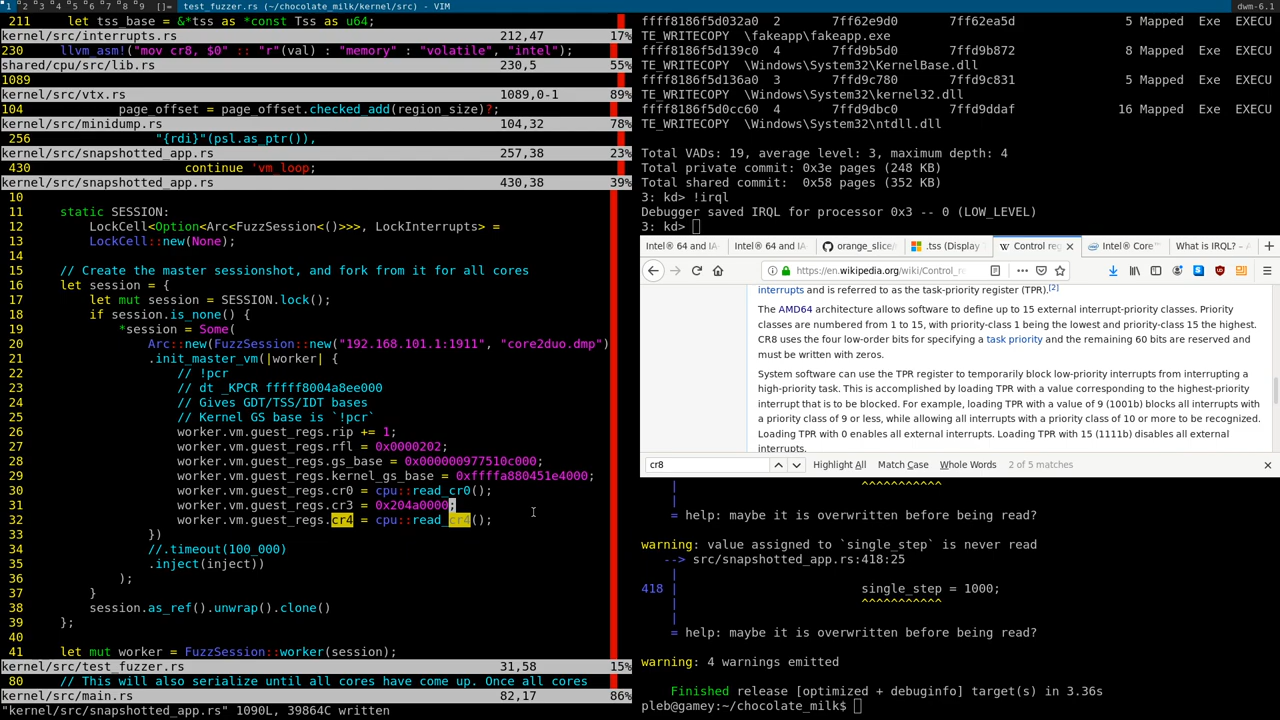 1 2 3 4 5 6 7 8 9 []= test_fuzzer.rs (~/chocolate_milk/kernel/src) - VIM dwm-6.1
211 let tss_base = &*tss as *const Tss as u64;
kernel/src/interrupts.rs 212,47 17%
230 llvm_asm!("mov cr8, $0" :: "r"(val) : "memory" : "volatile", "intel");
shared/cpu/src/lib.rs 230,5 55%
1089
kernel/src/vtx.rs 1089,0-1 89%
104 page_offset = page_offset.checked_add(region_size)?;
kernel/src/minidump.rs 104,32 78%
256 "{rdi}"(psl.as_ptr()),
kernel/src/snapshotted_app.rs 257,38 23%
430 continue 'vm_loop;
kernel/src/snapshotted_app.rs 430,38 39%
10
11 static SESSION:
12 LockCell<Option<Arc<FuzzSession<()>>>, LockInterrupts> =
13 LockCell::new(None);
14
15 // Create the master sessionshot, and fork from it for all cores
16 let session = {
17 let mut session = SESSION.lock();
18 if session.is_none() {
19 *session = Some(
20 Arc::new(FuzzSession::new("192.168.101.1:1911", "core2duo.dmp")
21 .init_master_vm(|worker| {
22 // !pcr
23 // dt _KPCR fffff8004a8ee000
24 // Gives GDT/TSS/IDT bases
25 // Kernel GS base is `!pcr`
26 worker.vm.guest_regs.rip += 1;
27 worker.vm.guest_regs.rfl = 0x0000202;
28 worker.vm.guest_regs.gs_base = 0x000000977510c000;
29 worker.vm.guest_regs.kernel_gs_base = 0xffffa880451e4000;
30 worker.vm.guest_regs.cr0 = cpu::read_cr0();
31 worker.vm.guest_regs.cr3 = 0x204a0000;
32 worker.vm.guest_regs.cr4 = cpu::read_cr4();
33 })
34 //.timeout(100_000)
35 .inject(inject))
36 );
37 }
38 session.as_ref().unwrap().clone()
39 };
40
41 let mut worker = FuzzSession::worker(session);
kernel/src/test_fuzzer.rs 31,58 15%
80 // This will also serialize until all cores have come up. Once all cores
kernel/src/main.rs 82,17 86%
"kernel/src/snapshotted_app.rs" 1090L, 39864C written
ffff8186f5d032a0 2 7ff62e9d0 7ff62ea5d 5 Mapped Exe EXECU
TE_WRITECOPY \fakeapp\fakeapp.exe
ffff8186f5d139c0 4 7ffd9b5d0 7ffd9b872 8 Mapped Exe EXECU
TE_WRITECOPY \Windows\System32\KernelBase.dll
ffff8186f5d136a0 3 7ffd9c780 7ffd9c831 5 Mapped Exe EXECU
TE_WRITECOPY \Windows\System32\kernel32.dll
ffff8186f5d0cc60 4 7ffd9dbc0 7ffd9ddaf 16 Mapped Exe EXECU
TE_WRITECOPY \Windows\System32\ntdll.dll
Total VADs: 19, average level: 3, maximum depth: 4
Total private commit: 0x3e pages (248 KB)
Total shared commit: 0x58 pages (352 KB)
3: kd> !irql
Debugger saved IRQL for processor 0x3 -- 0 (LOW_LEVEL)
3: kd>
Intel® 64 and IA- Intel® 64 and IA- orange_slice/ .tss (Display Control reg Intel® Core™ What is IRQL? – A
https://en.wikipedia.org/wiki/Control_re
interrupts and is referred to as the task-priority register (TPR).[2]
The AMD64 architecture allows software to define up to 15 external interrupt-priority classes. Priority
classes are numbered from 1 to 15, with priority-class 1 being the lowest and priority-class 15 the highest.
CR8 uses the four low-order bits for specifying a task priority and the remaining 60 bits are reserved and
must be written with zeros.
System software can use the TPR register to temporarily block low-priority interrupts from interrupting a
high-priority task. This is accomplished by loading TPR with a value corresponding to the highest-priority
interrupt that is to be blocked. For example, loading TPR with a value of 9 (1001b) blocks all interrupts with
a priority class of 9 or less, while allowing all interrupts with a priority class of 10 or more to be recognized.
Loading TPR with 0 enables all external interrupts. Loading TPR with 15 (1111b) disables all external
interrupts.
cr8 Highlight All Match Case Whole Words 2 of 5 matches
| ^^^^^^^^^^^
|
= help: maybe it is overwritten before being read?
warning: value assigned to `single_step` is never read
--> src/snapshotted_app.rs:418:25
|
418 | single_step = 1000;
| ^^^^^^^^^^^
|
= help: maybe it is overwritten before being read?
warning: 4 warnings emitted
Finished release [optimized + debuginfo] target(s) in 3.36s
pleb@gamey:~/chocolate_milk$